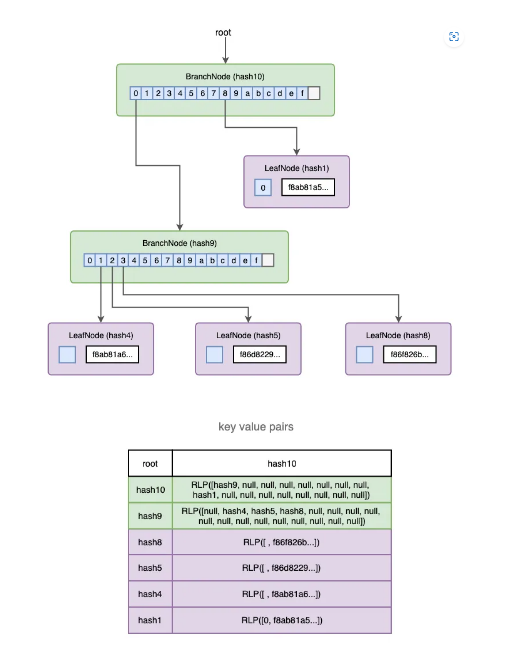 root
BranchNode (hash10)
0 1 2 3 4 5 6 7 8 9 a b c d e f
LeafNode (hash1)
0 f8ab81a5...
BranchNode (hash9)
0 1 2 3 4 5 6 7 8 9 a b c d e f
LeafNode (hash4)
f8ab81a6...
LeafNode (hash5)
f86d8229...
LeafNode (hash8)
f86f826b...
key value pairs
root hash10
hash10 RLP([hash9, null, null, null, null, null, null, null,
hash1, null, null, null, null, null, null, null, null])
hash9 RLP([null, hash4, hash5, hash8, null, null, null, null,
null, null, null, null, null, null, null, null, null])
hash8 RLP([ , f86f826b...])
hash5 RLP([ , f86d8229...])
hash4 RLP([ , f8ab81a6...])
hash1 RLP([0, f8ab81a5...])